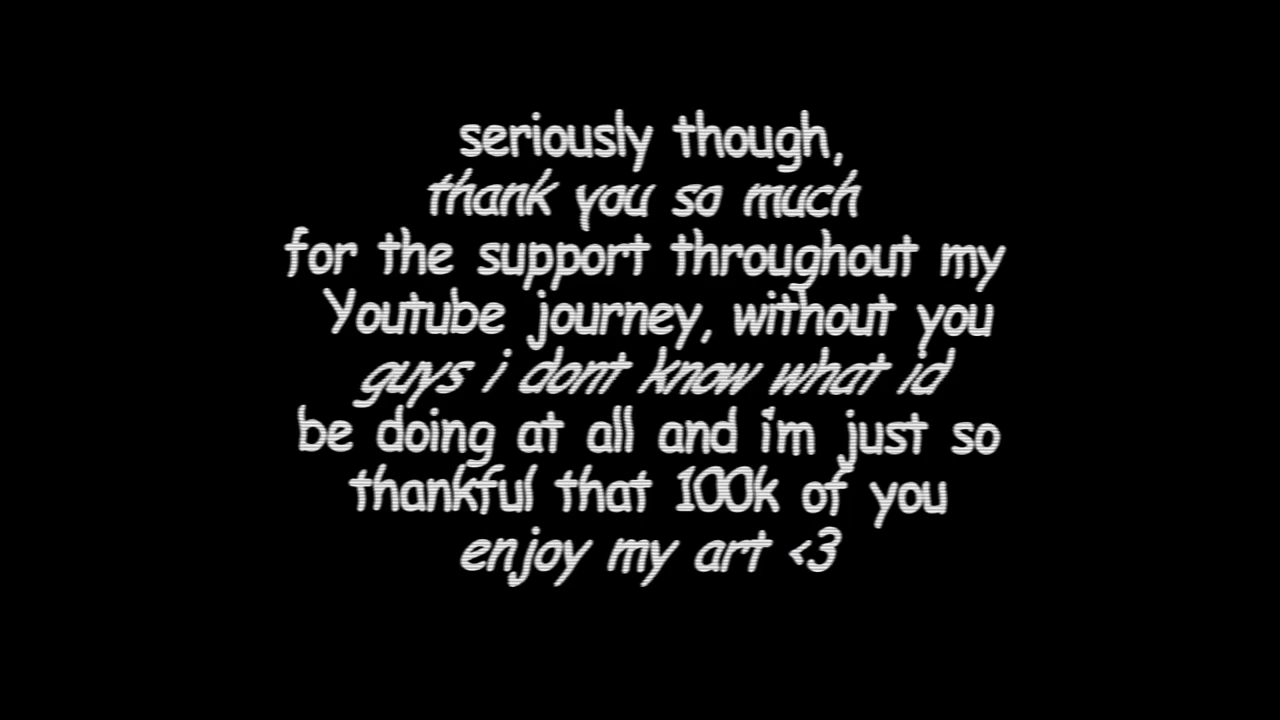 seriously though,
thank you so much
for the support throughout my
Youtube journey, without you
guys i dont know what id
be doing at all and i'm just so
thankful that 100k of you
enjoy my art <3